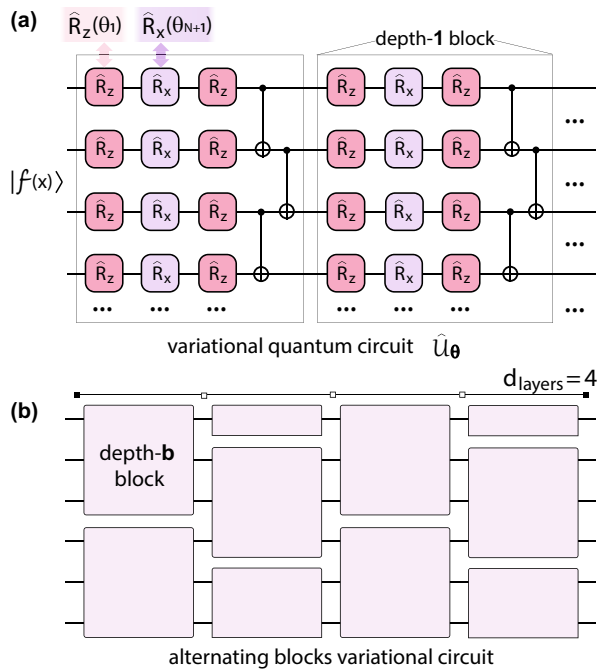 (a)
R̂z(θ1) R̂x(θN+1)
depth-1 block
R̂z R̂x R̂z R̂z R̂x R̂z
R̂z R̂x R̂z R̂z R̂x R̂z
...
|f(x)⟩
R̂z R̂x R̂z R̂z R̂x R̂z
...
R̂z R̂x R̂z R̂z R̂x R̂z
...
... ... ... ... ... ... ...
variational quantum circuit Ûθ
dlayers=4
(b)
depth-b
block
alternating blocks variational circuit